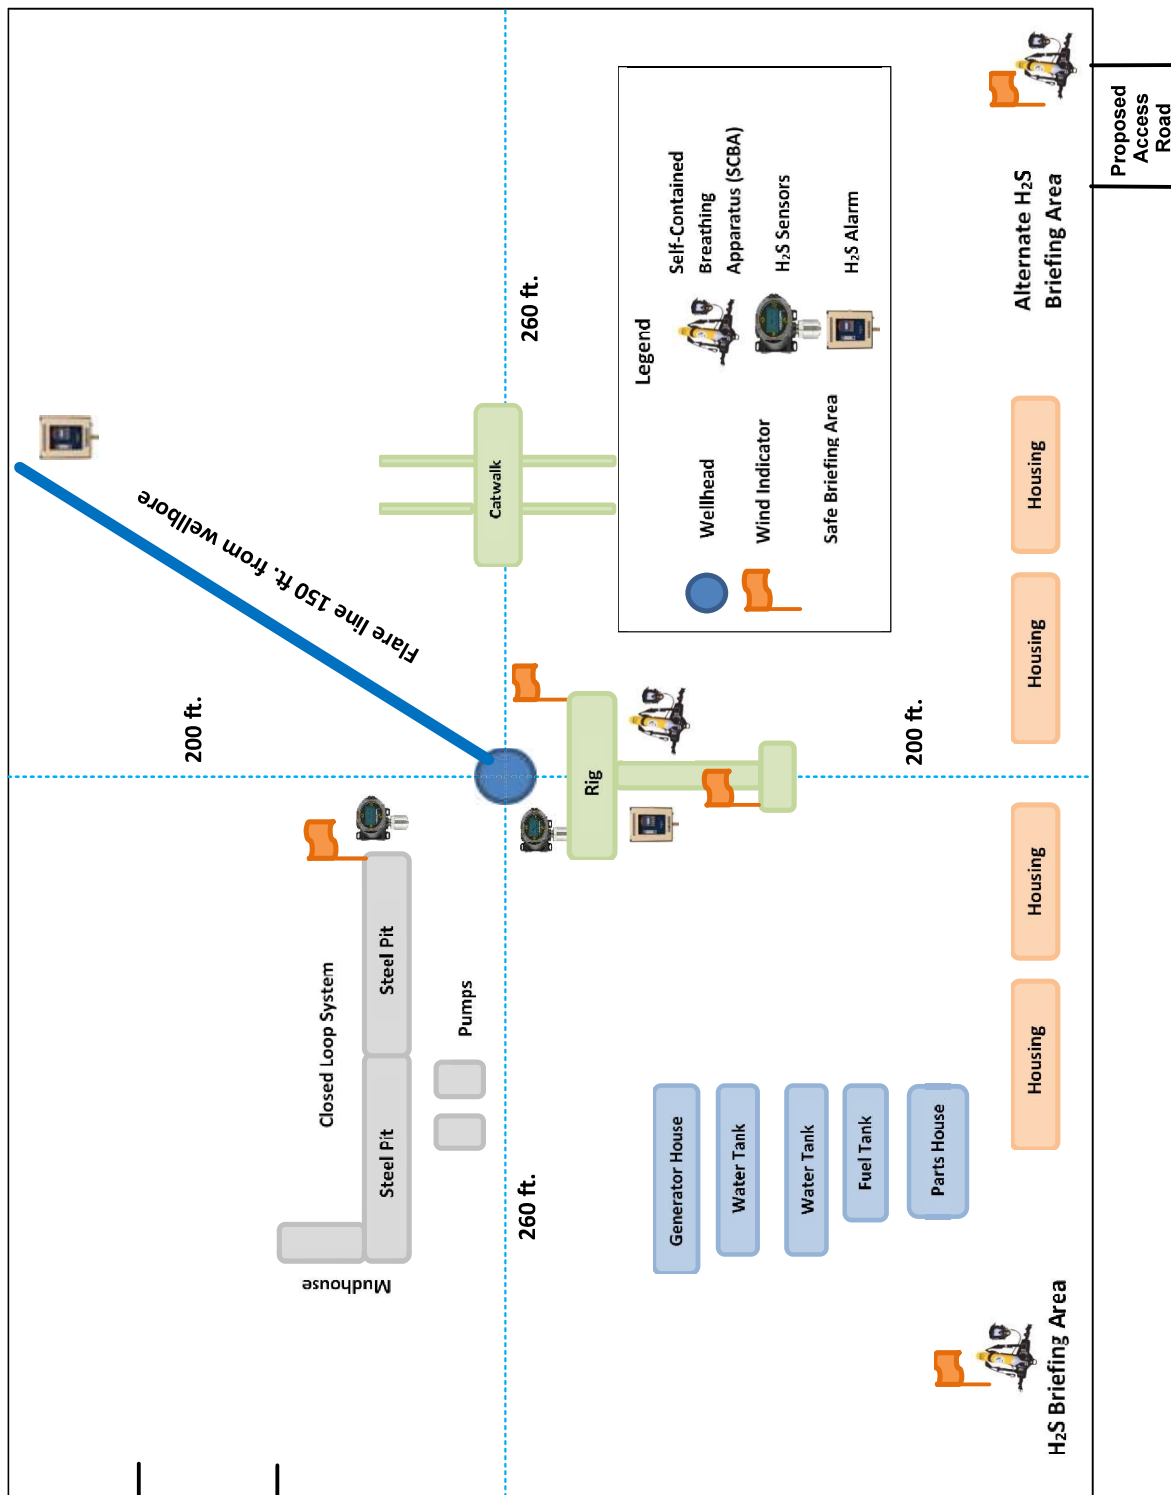 Proposed
Access
Road
Flare line 150 ft. from wellbore
200 ft.
260 ft.
Catwalk
Legend
Wellhead
Wind Indicator
Safe Briefing Area
Self-Contained
Breathing
Apparatus (SCBA)
H₂S Sensors
H₂S Alarm
Alternate H₂S
Briefing Area
Rig
200 ft.
Closed Loop System
Steel Pit
Steel Pit
Mudhouse
Pumps
260 ft.
Generator House
Water Tank
Water Tank
Fuel Tank
Parts House
Housing
Housing
Housing
Housing
H₂S Briefing Area